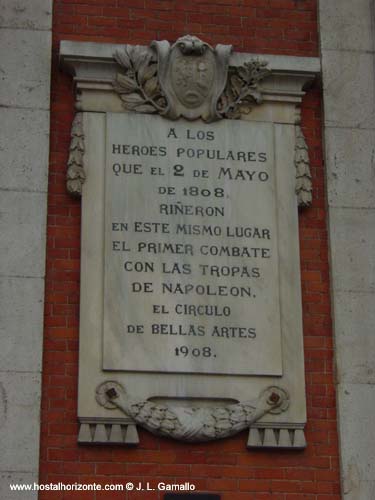 A LOS
HEROES POPULARES
QUE EL 2 DE MAYO
DE 1808.
RIÑERON
EN ESTE MISMO LUGAR
EL PRIMER COMBATE
CON LAS TROPAS
DE NAPOLEON.
EL CIRCULO
DE BELLAS ARTES
1908.
www.hostalhorizonte.com © J. L. Gamallo